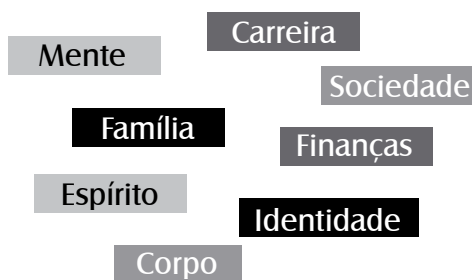 Carreira
Mente
Sociedade
Família
Finanças
Espírito
Identidade
Corpo